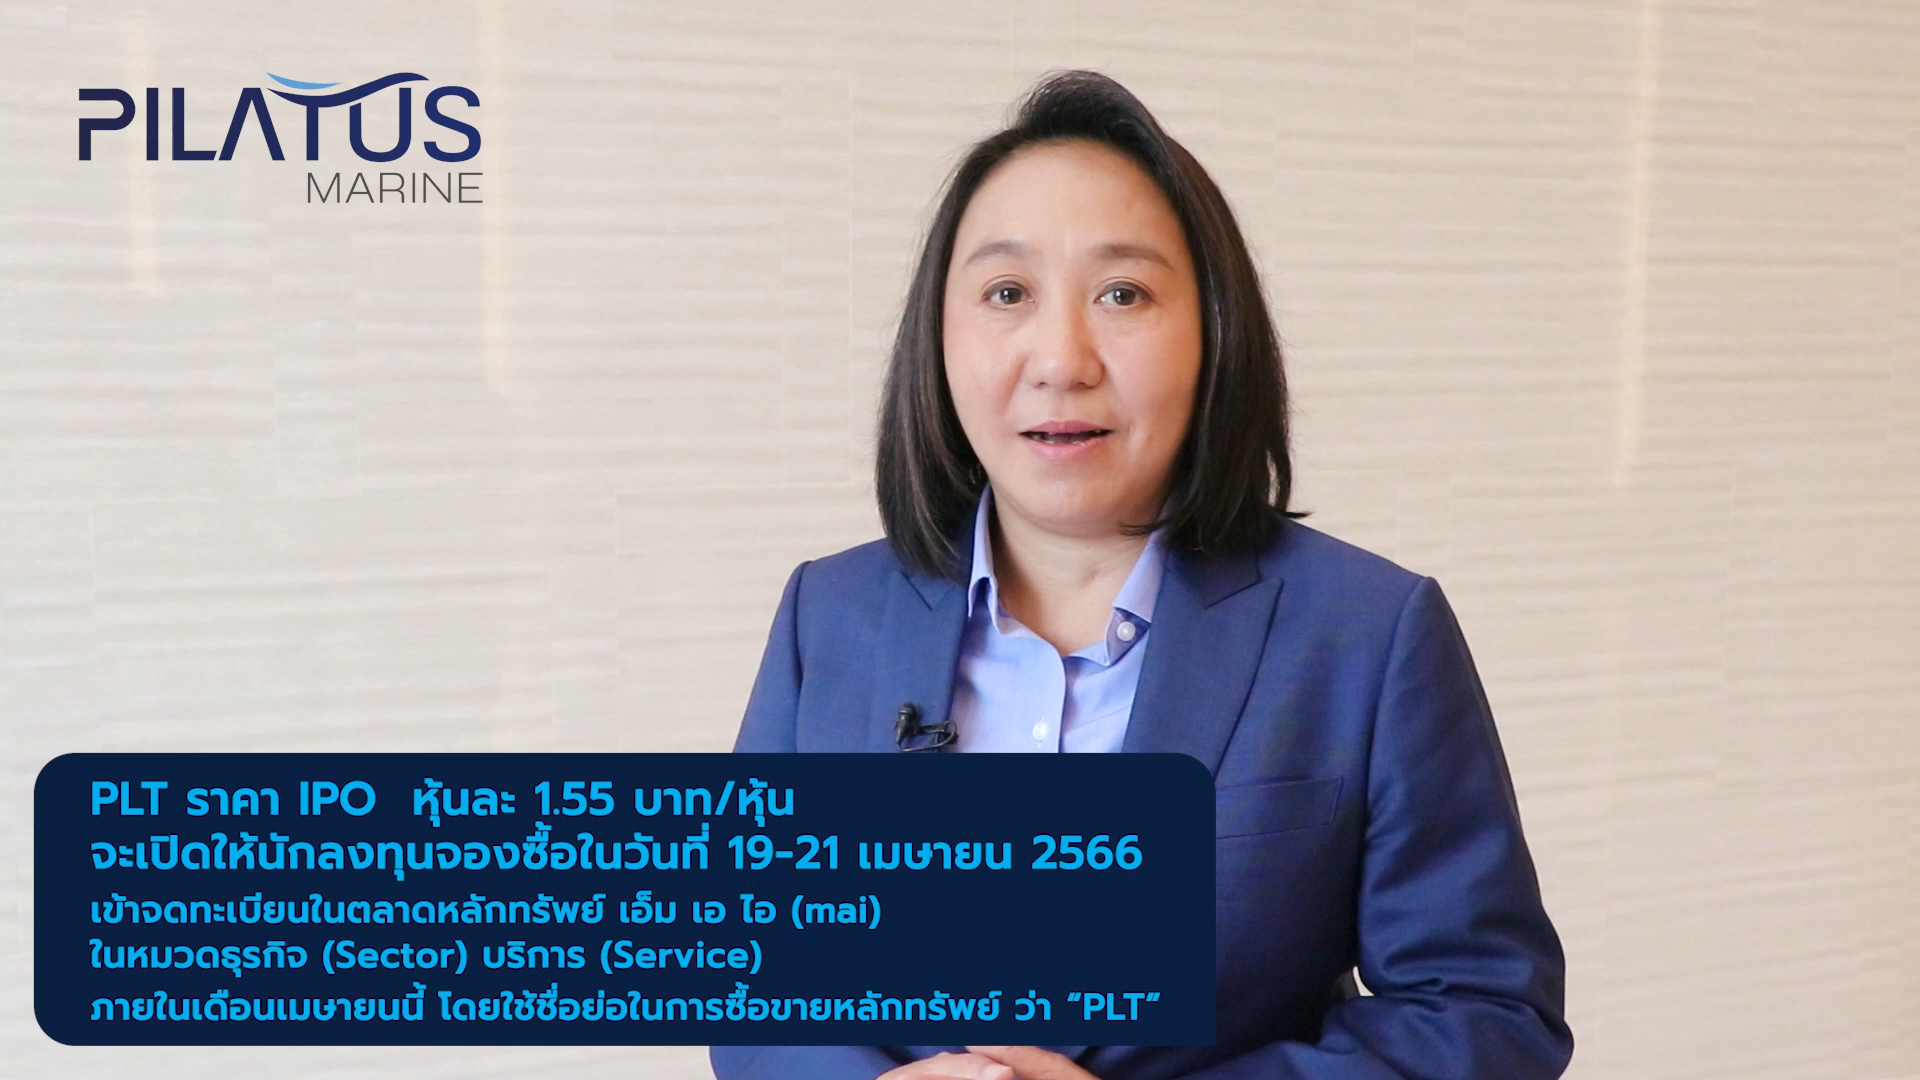 PILATUS
MARINE
PLT ราคา IPO หุ้นละ 1.55 บาท/หุ้น
จะเปิดให้นักลงทุนจองซื้อในวันที่ 19-21 เมษายน 2566
เข้าจดทะเบียนในตลาดหลักทรัพย์ เอ็ม เอ ไอ (mai)
ในหมวดธุรกิจ (Sector) บริการ (Service)
ภายในเดือนเมษายนนี้ โดยใช้ชื่อย่อในการซื้อขายหลักทรัพย์ ว่า “PLT”